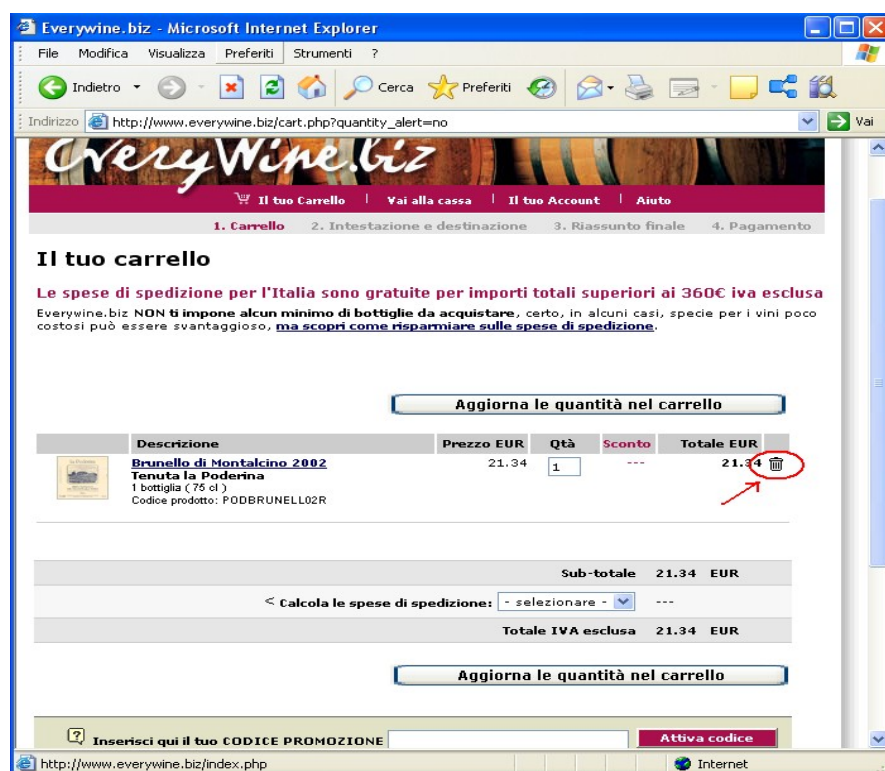 Everywine.biz - Microsoft Internet Explorer
File Modifica Visualizza Preferiti Strumenti ?
Indietro Cerca Preferiti
Indirizzo http://www.everywine.biz/cart.php?quantity_alert=no Vai
EveryWine.biz
Il tuo Carrello | Vai alla cassa | Il tuo Account | Aiuto
1. Carrello 2. Intestazione e destinazione 3. Riassunto finale 4. Pagamento
Il tuo carrello
Le spese di spedizione per l'Italia sono gratuite per importi totali superiori ai 360€ iva esclusa
Everywine.biz NON ti impone alcun minimo di bottiglie da acquistare, certo, in alcuni casi, specie per i vini poco
costosi può essere svantaggioso, ma scopri come risparmiare sulle spese di spedizione.
Aggiorna le quantità nel carrello
Descrizione Prezzo EUR Qtà Sconto Totale EUR
Brunello di Montalcino 2002 21.34 1 --- 21.34
Tenuta la Poderina
1 bottiglia ( 75 cl )
Codice prodotto: PODBRUNELL02R
Sub-totale 21.34 EUR
< Calcola le spese di spedizione: - selezionare - ---
Totale IVA esclusa 21.34 EUR
Aggiorna le quantità nel carrello
Inserisci qui il tuo CODICE PROMOZIONE Attiva codice
http://www.everywine.biz/index.php Internet